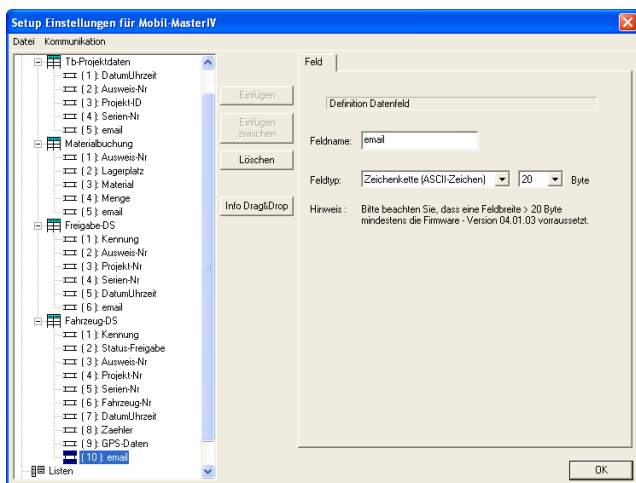 Setup Einstellungen für Mobil-MasterIV
Datei Kommunikation
Tb-Projektdaten
( 1 ): DatumUhrzeit
( 2 ): Ausweis-Nr
( 3 ): Projekt-ID
( 4 ): Serien-Nr
( 5 ): email
Materialbuchung
( 1 ): Ausweis-Nr
( 2 ): Lagerplatz
( 3 ): Material
( 4 ): Menge
( 5 ): email
Freigabe-DS
( 1 ): Kennung
( 2 ): Ausweis-Nr
( 3 ): Projekt-Nr
( 4 ): Serien-Nr
( 5 ): DatumUhrzeit
( 6 ): email
Fahrzeug-DS
( 1 ): Kennung
( 2 ): Status-Freigabe
( 3 ): Ausweis-Nr
( 4 ): Projekt-Nr
( 5 ): Serien-Nr
( 6 ): Fahrzeug-Nr
( 7 ): DatumUhrzeit
( 8 ): Zaehler
( 9 ): GPS-Daten
( 10 ): email
Listen
Einfügen
Einfügen
zwischen
Löschen
Info Drag&Drop
Feld
Definition Datenfeld
Feldname: email
Feldtyp: Zeichenkette (ASCII-Zeichen) 20 Byte
Hinweis : Bitte beachten Sie, dass eine Feldbreite > 20 Byte
mindestens die Firmware - Version 04.01.03 vorraussetzt.
OK